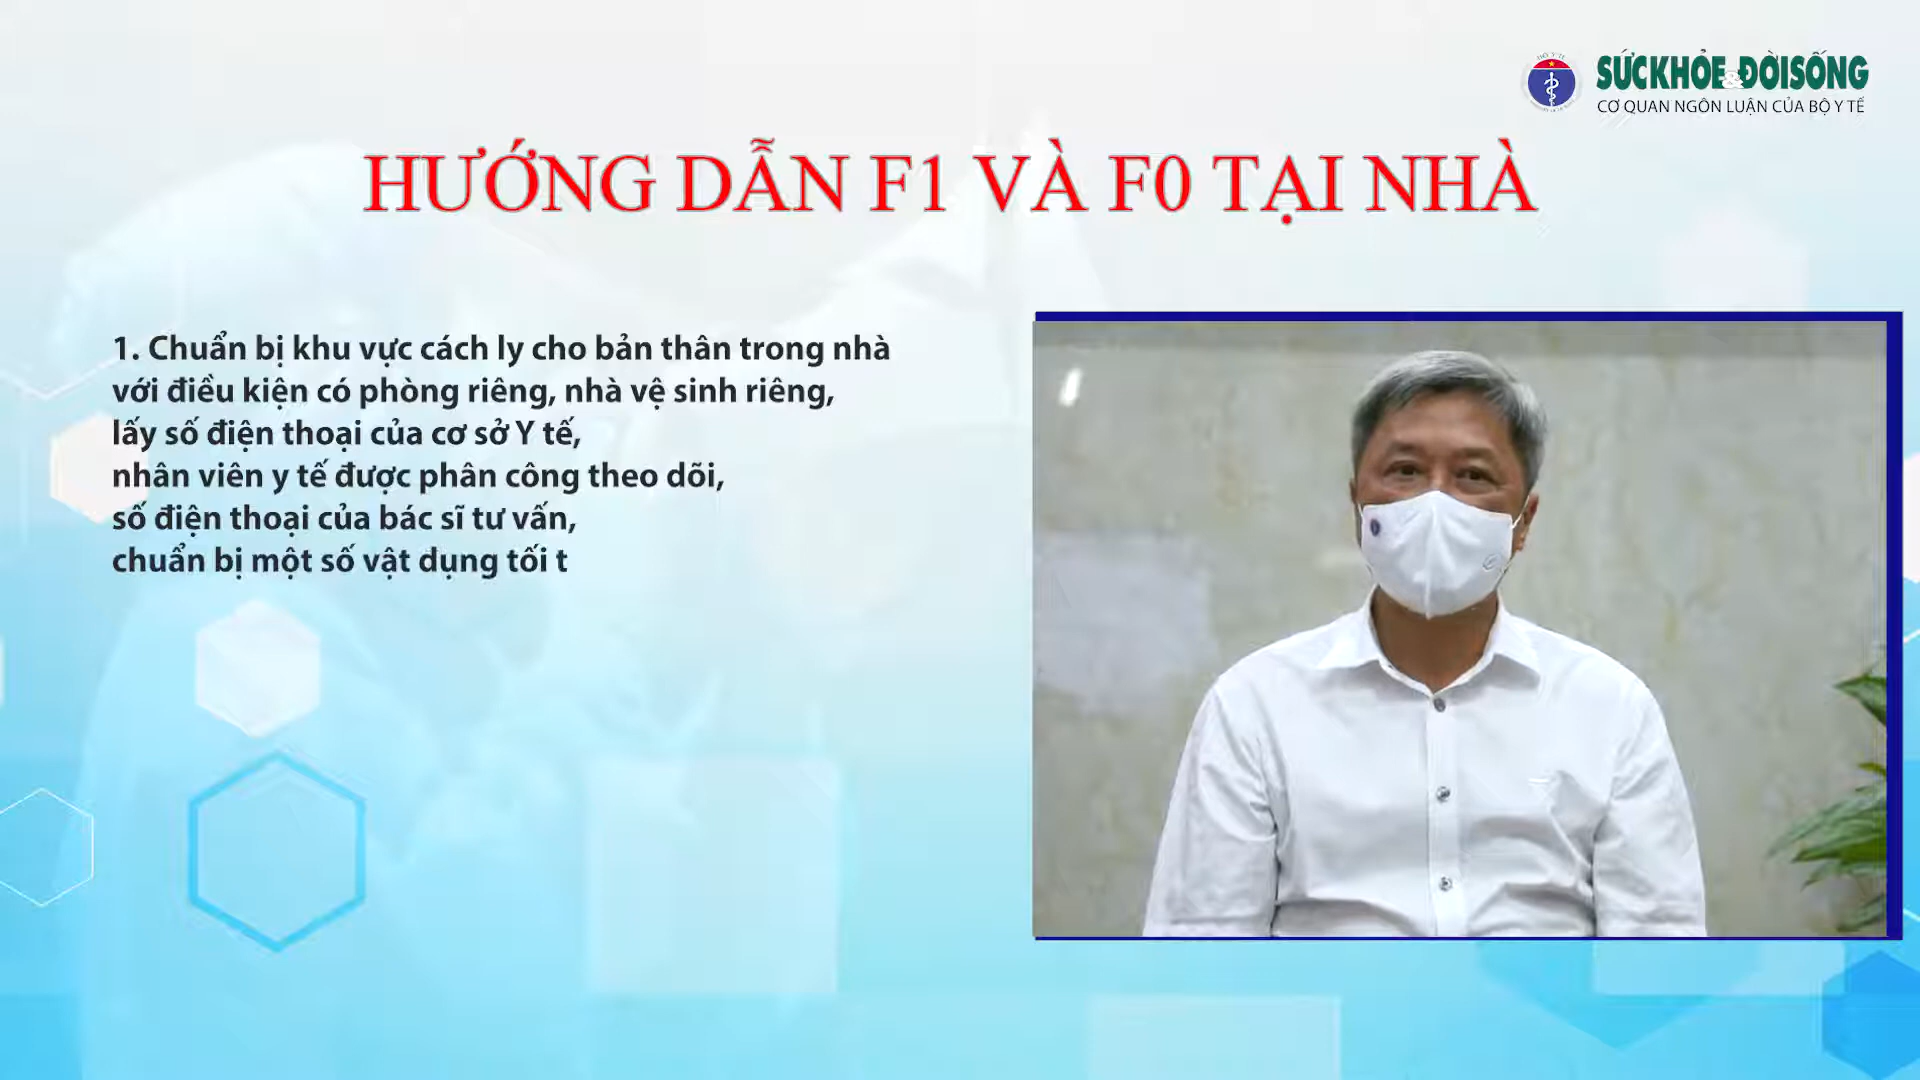 SỨCKHỎE&ĐỜISỐNG
CƠ QUAN NGÔN LUẬN CỦA BỘ Y TẾ
HƯỚNG DẪN F1 VÀ F0 TẠI NHÀ
1. Chuẩn bị khu vực cách ly cho bản thân trong nhà
với điều kiện có phòng riêng, nhà vệ sinh riêng,
lấy số điện thoại của cơ sở Y tế,
nhân viên y tế được phân công theo dõi,
số điện thoại của bác sĩ tư vấn,
chuẩn bị một số vật dụng tối t